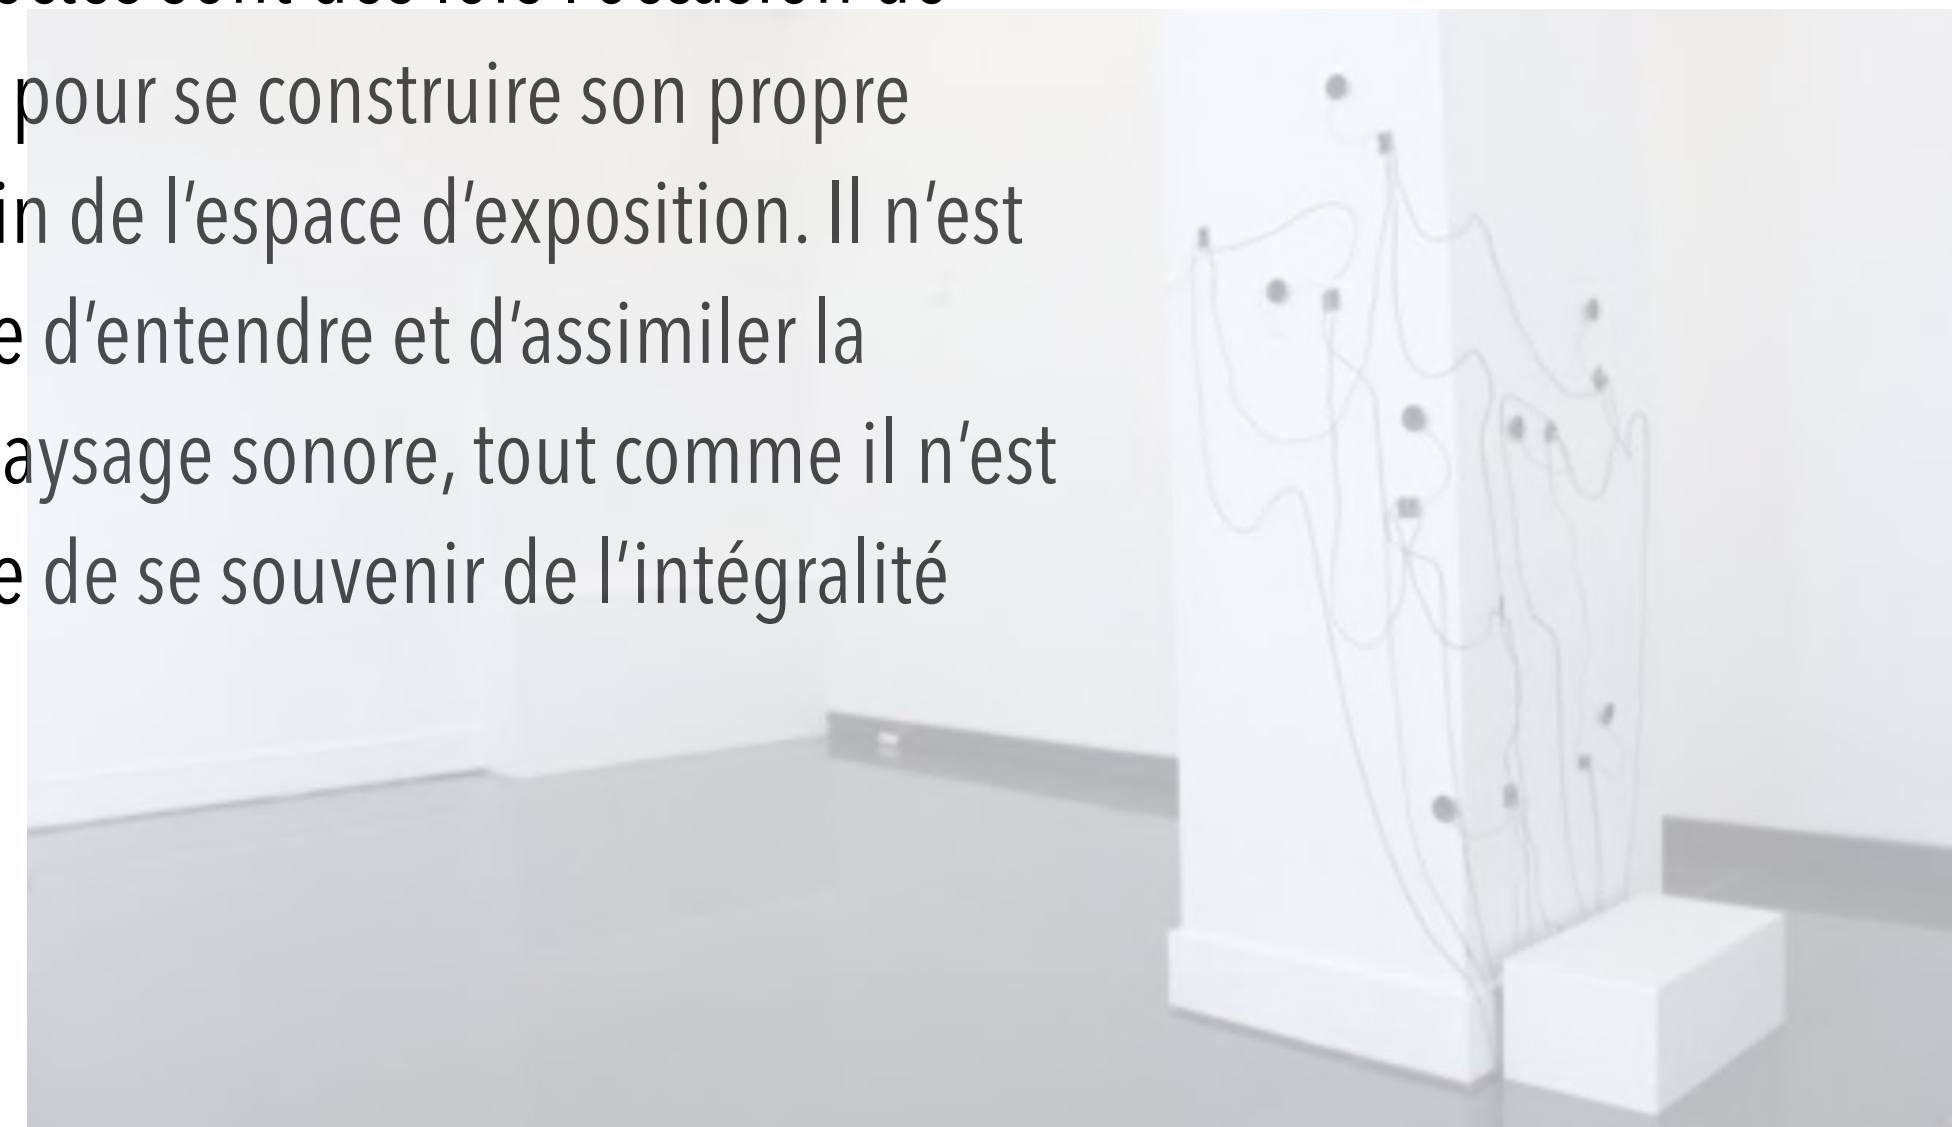 pour se construire son propre
in de l’espace d’exposition. Il n’est
e d’entendre et d’assimiler la
aysage sonore, tout comme il n’est
e de se souvenir de l’intégralité